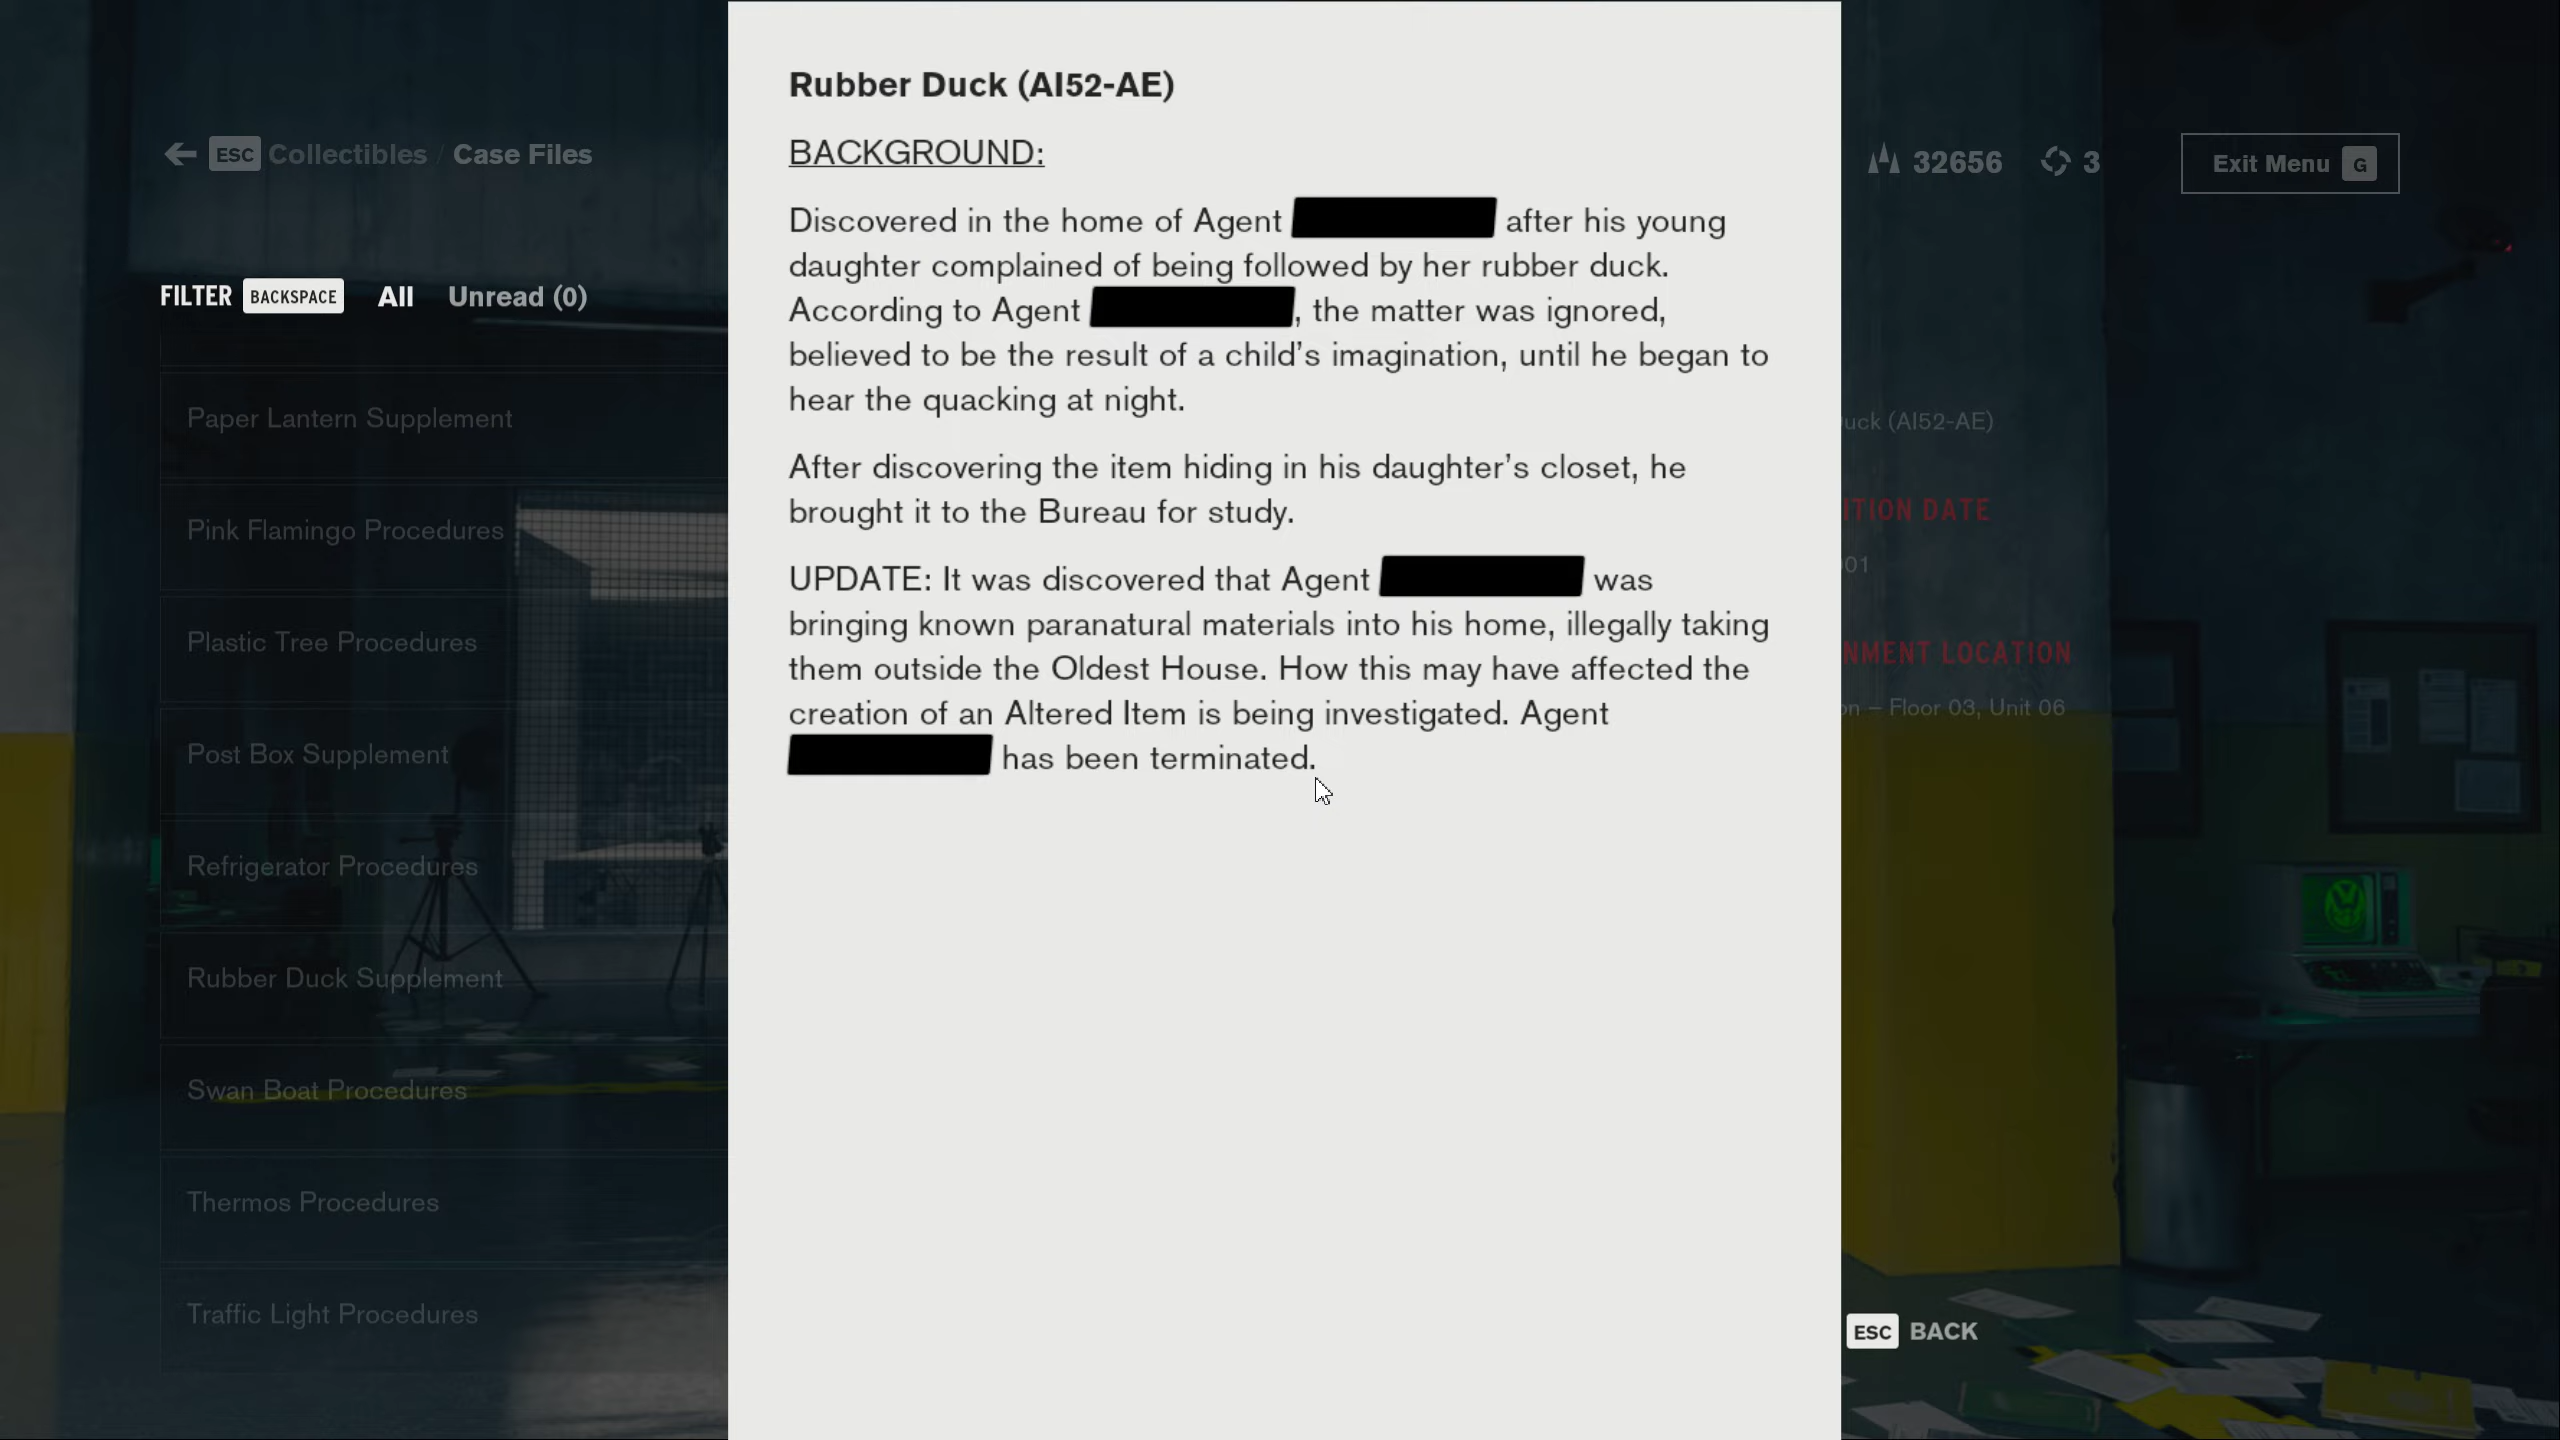 Rubber Duck (AI52-AE)
BACKGROUND:
Discovered in the home of Agent after his young
daughter complained of being followed by her rubber duck.
According to Agent , the matter was ignored,
believed to be the result of a child's imagination, until he began to
hear the quacking at night.
After discovering the item hiding in his daughter's closet, he
brought it to the Bureau for study.
UPDATE: It was discovered that Agent was
bringing known paranatural materials into his home, illegally taking
them outside the Oldest House. How this may have affected the
creation of an Altered Item is being investigated. Agent
has been terminated.
ESC Collectibles / Case Files
FILTER BACKSPACE All Unread (0)
Paper Lantern Supplement
Pink Flamingo Procedures
Plastic Tree Procedures
Post Box Supplement
Refrigerator Procedures
Rubber Duck Supplement
Swan Boat Procedures
Thermos Procedures
Traffic Light Procedures
32656 3
Exit Menu G
(AI52-AE)
DATE
LOCATION
– Floor 03, Unit 06
ESC BACK